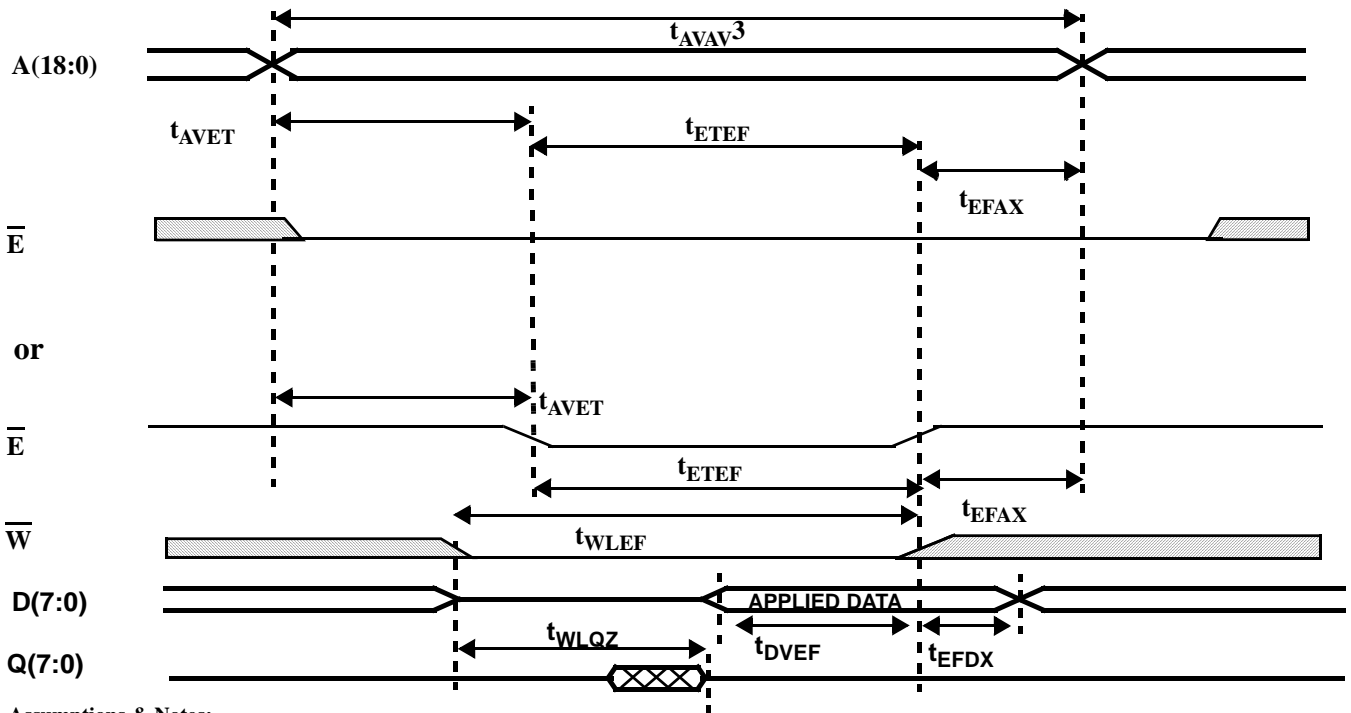 tAVAV3
A(18:0)
tAVET
tETEF
tEFAX
E
or
tAVET
E
tETEF
tEFAX
W
tWLEF
D(7:0)
APPLIED DATA
tWLQZ
tDVEF
tEFDX
Q(7:0)